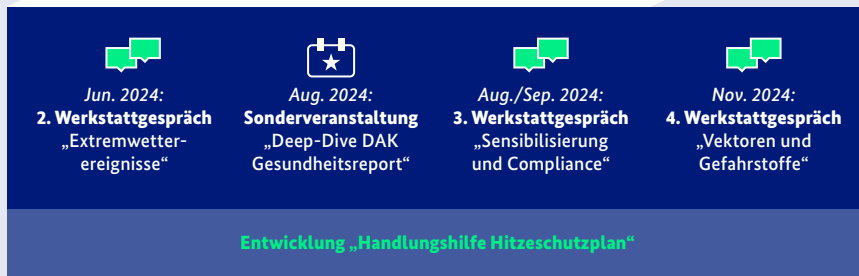 Jun. 2024:
2. Werkstattgespräch
„Extremwetter-
ereignisse“
Aug. 2024:
Sonderveranstaltung
„Deep-Dive DAK
Gesundheitsreport“
Aug./Sep. 2024:
3. Werkstattgespräch
„Sensibilisierung
und Compliance“
Nov. 2024:
4. Werkstattgespräch
„Vektoren und
Gefahrstoffe“
Entwicklung „Handlungshilfe Hitzeschutzplan“